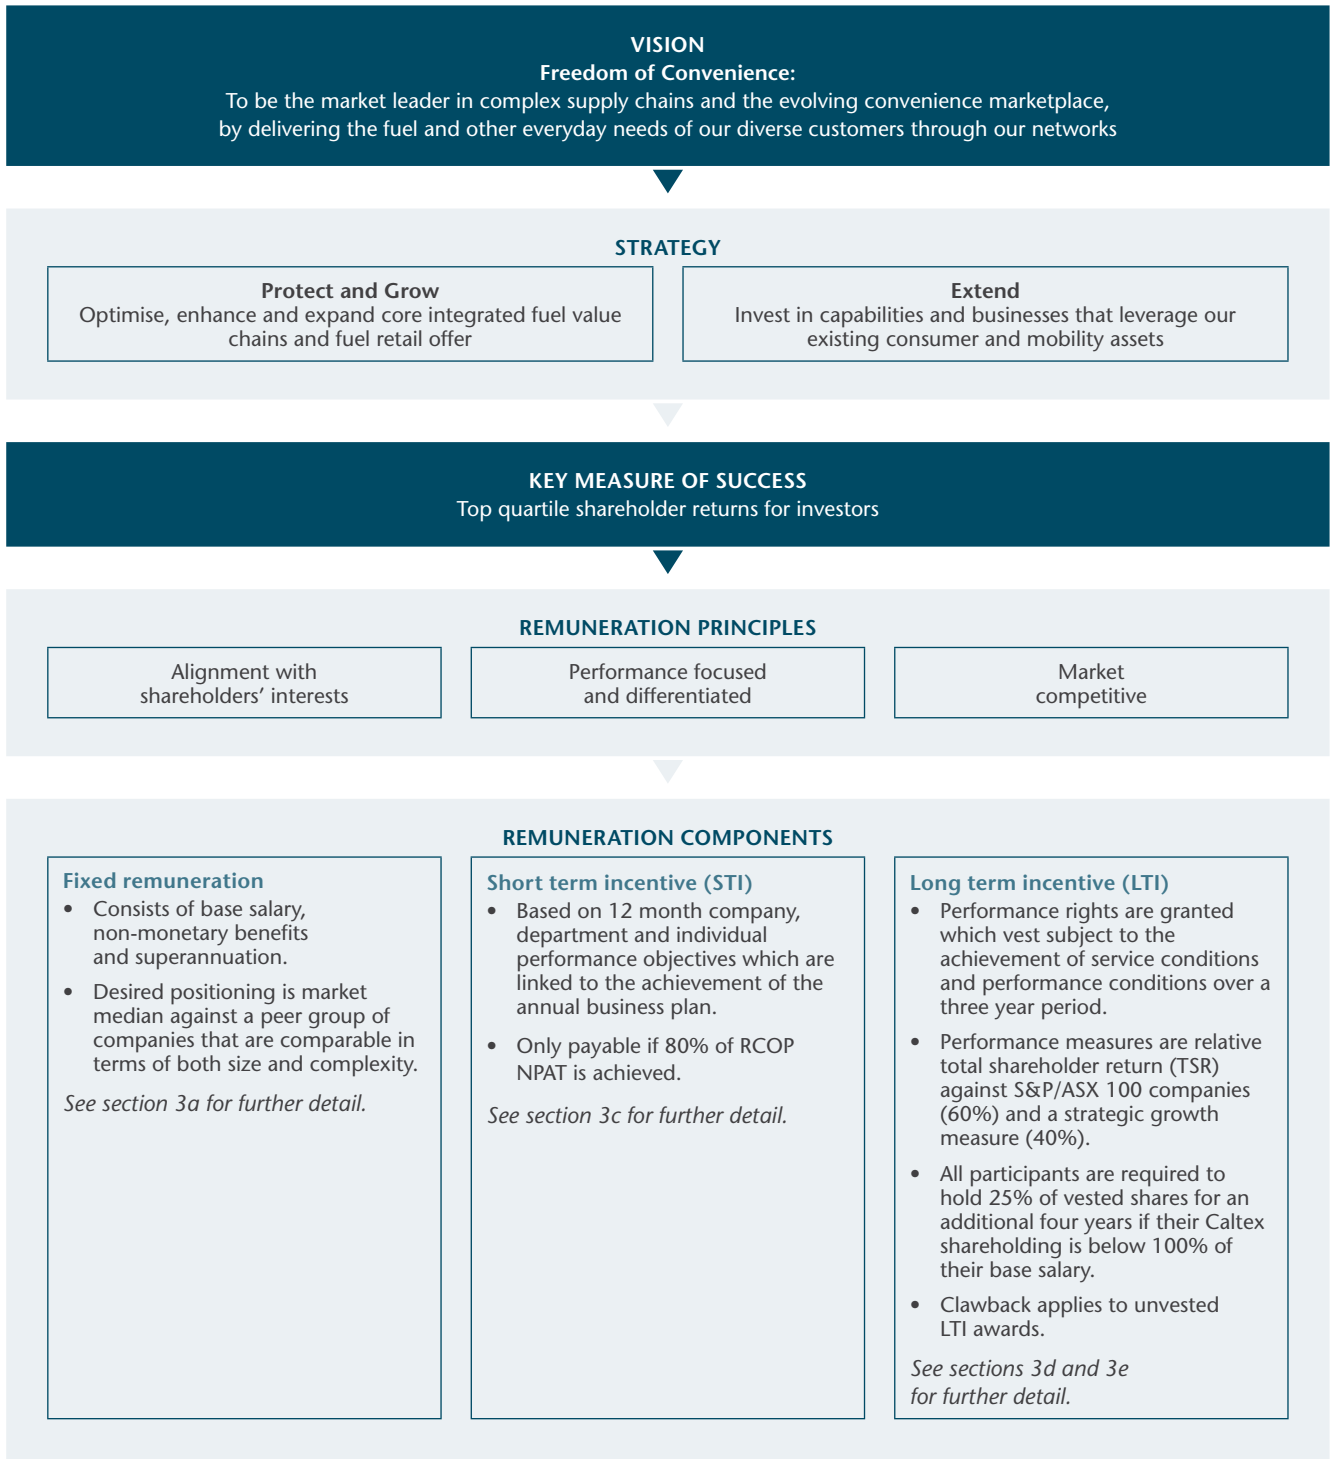 VISION
Freedom of Convenience:
To be the market leader in complex supply chains and the evolving convenience marketplace,
by delivering the fuel and other everyday needs of our diverse customers through our networks
STRATEGY
Protect and Grow
Optimise, enhance and expand core integrated fuel value
chains and fuel retail offer
Extend
Invest in capabilities and businesses that leverage our
existing consumer and mobility assets
KEY MEASURE OF SUCCESS
Top quartile shareholder returns for investors
REMUNERATION PRINCIPLES
Alignment with
shareholders’ interests
Performance focused
and differentiated
Market
competitive
REMUNERATION COMPONENTS
Fixed remuneration
• Consists of base salary,
non-monetary benefits
and superannuation.
• Desired positioning is market
median against a peer group of
companies that are comparable in
terms of both size and complexity.
See section 3a for further detail.
Short term incentive (STI)
• Based on 12 month company,
department and individual
performance objectives which are
linked to the achievement of the
annual business plan.
• Only payable if 80% of RCOP
NPAT is achieved.
See section 3c for further detail.
Long term incentive (LTI)
• Performance rights are granted
which vest subject to the
achievement of service conditions
and performance conditions over a
three year period.
• Performance measures are relative
total shareholder return (TSR)
against S&P/ASX 100 companies
(60%) and a strategic growth
measure (40%).
• All participants are required to
hold 25% of vested shares for an
additional four years if their Caltex
shareholding is below 100% of
their base salary.
• Clawback applies to unvested
LTI awards.
See sections 3d and 3e
for further detail.